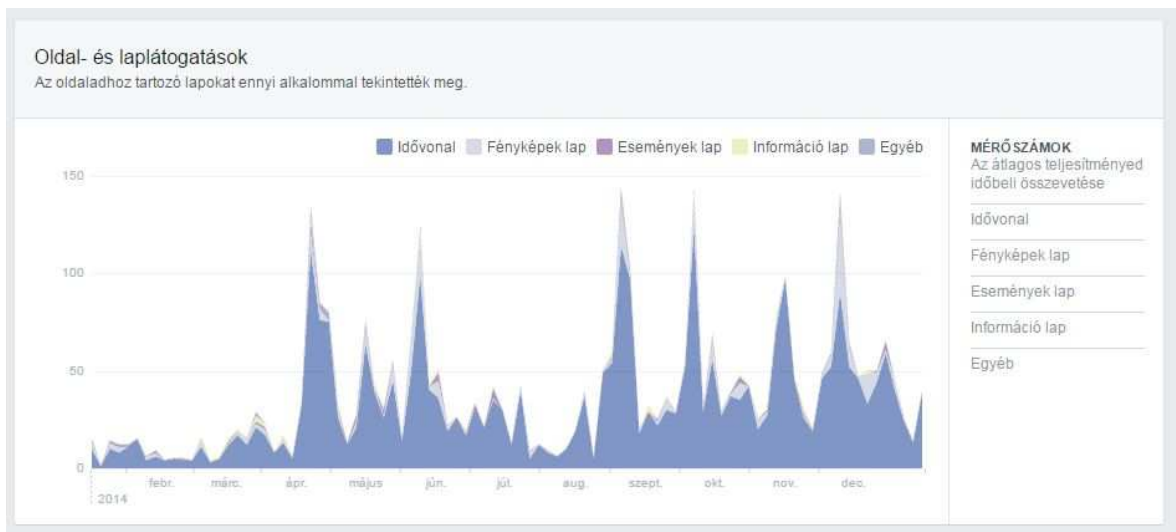 Oldal- és laplátogatások
Az oldaladhoz tartozó lapokat ennyi alkalommal tekintették meg.
Idővonal Fényképek lap Események lap Információ lap Egyéb
150
100
50
0
febr. márc. ápr. május jún. júl. aug. szept. okt. nov. dec.
2014
MÉRŐSZÁMOK
Az átlagos teljesítményed
időbeli összevetése
Idővonal
Fényképek lap
Események lap
Információ lap
Egyéb